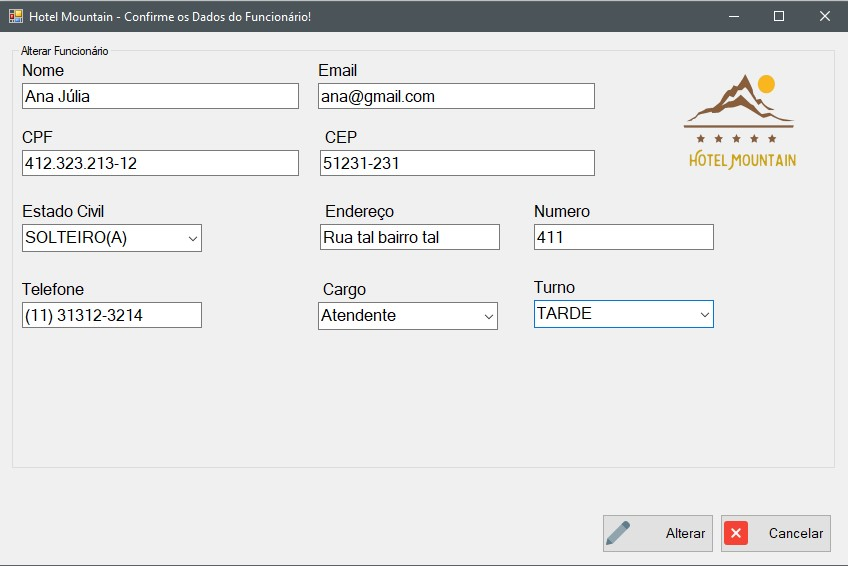 Hotel Mountain - Confirme os Dados do Funcionário!
Alterar Funcionário
Nome
Email
Ana Júlia
ana@gmail.com
CPF
CEP
412.323.213-12
51231-231
HOTEL MOUNTAIN
Estado Civil
Endereço
Numero
SOLTEIRO(A)
Rua tal bairro tal
411
Telefone
Cargo
Turno
(11) 31312-3214
Atendente
TARDE
Alterar
Cancelar